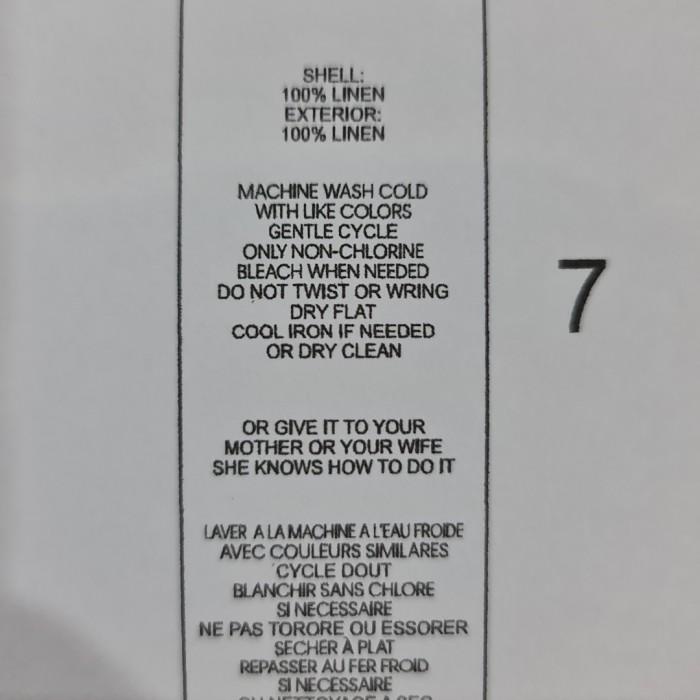 SHELL:
100% LINEN
EXTERIOR:
100% LINEN
MACHINE WASH COLD
WITH LIKE COLORS
GENTLE CYCLE
ONLY NON-CHLORINE
BLEACH WHEN NEEDED
DO NOT TWIST OR WRING
DRY FLAT
COOL IRON IF NEEDED
OR DRY CLEAN
7
OR GIVE IT TO YOUR
MOTHER OR YOUR WIFE
SHE KNOWS HOW TO DO IT
LAVER A LA MACHINE A L'EAU FROIDE
AVEC COULEURS SIMILARES
CYCLE DOUT
BLANCHIR SANS CHLORE
SI NECESSAIRE
NE PAS TORORE OU ESSORER
SECHER À PLAT
REPASSER AU FER FROID
SI NECESSAIRE